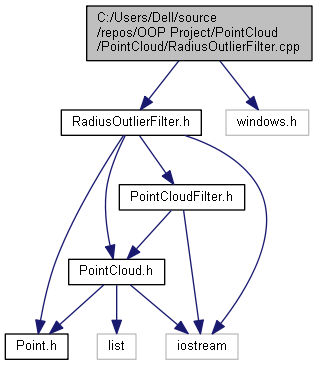 C:/Users/Dell/source
/repos/OOP Project/PointCloud
/PointCloud/RadiusOutlierFilter.cpp
RadiusOutlierFilter.h
windows.h
PointCloudFilter.h
PointCloud.h
Point.h
list
iostream